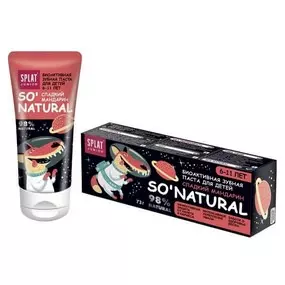 SPLAT
JUNIOR
БИОАКТИВНАЯ ЗУБНАЯ
ПАСТА ДЛЯ ДЕТЕЙ
6-11 ЛЕТ
SO'
СЛАДКИЙ
МАНДАРИН
NATURAL
98%
NATURAL
SPLAT
JUNIOR
БИОАКТИВНАЯ ЗУБНАЯ
ПАСТА ДЛЯ ДЕТЕЙ
6-11 ЛЕТ
SO'NATURAL
СЛАДКИЙ МАНДАРИН
73г
98%
NATURAL